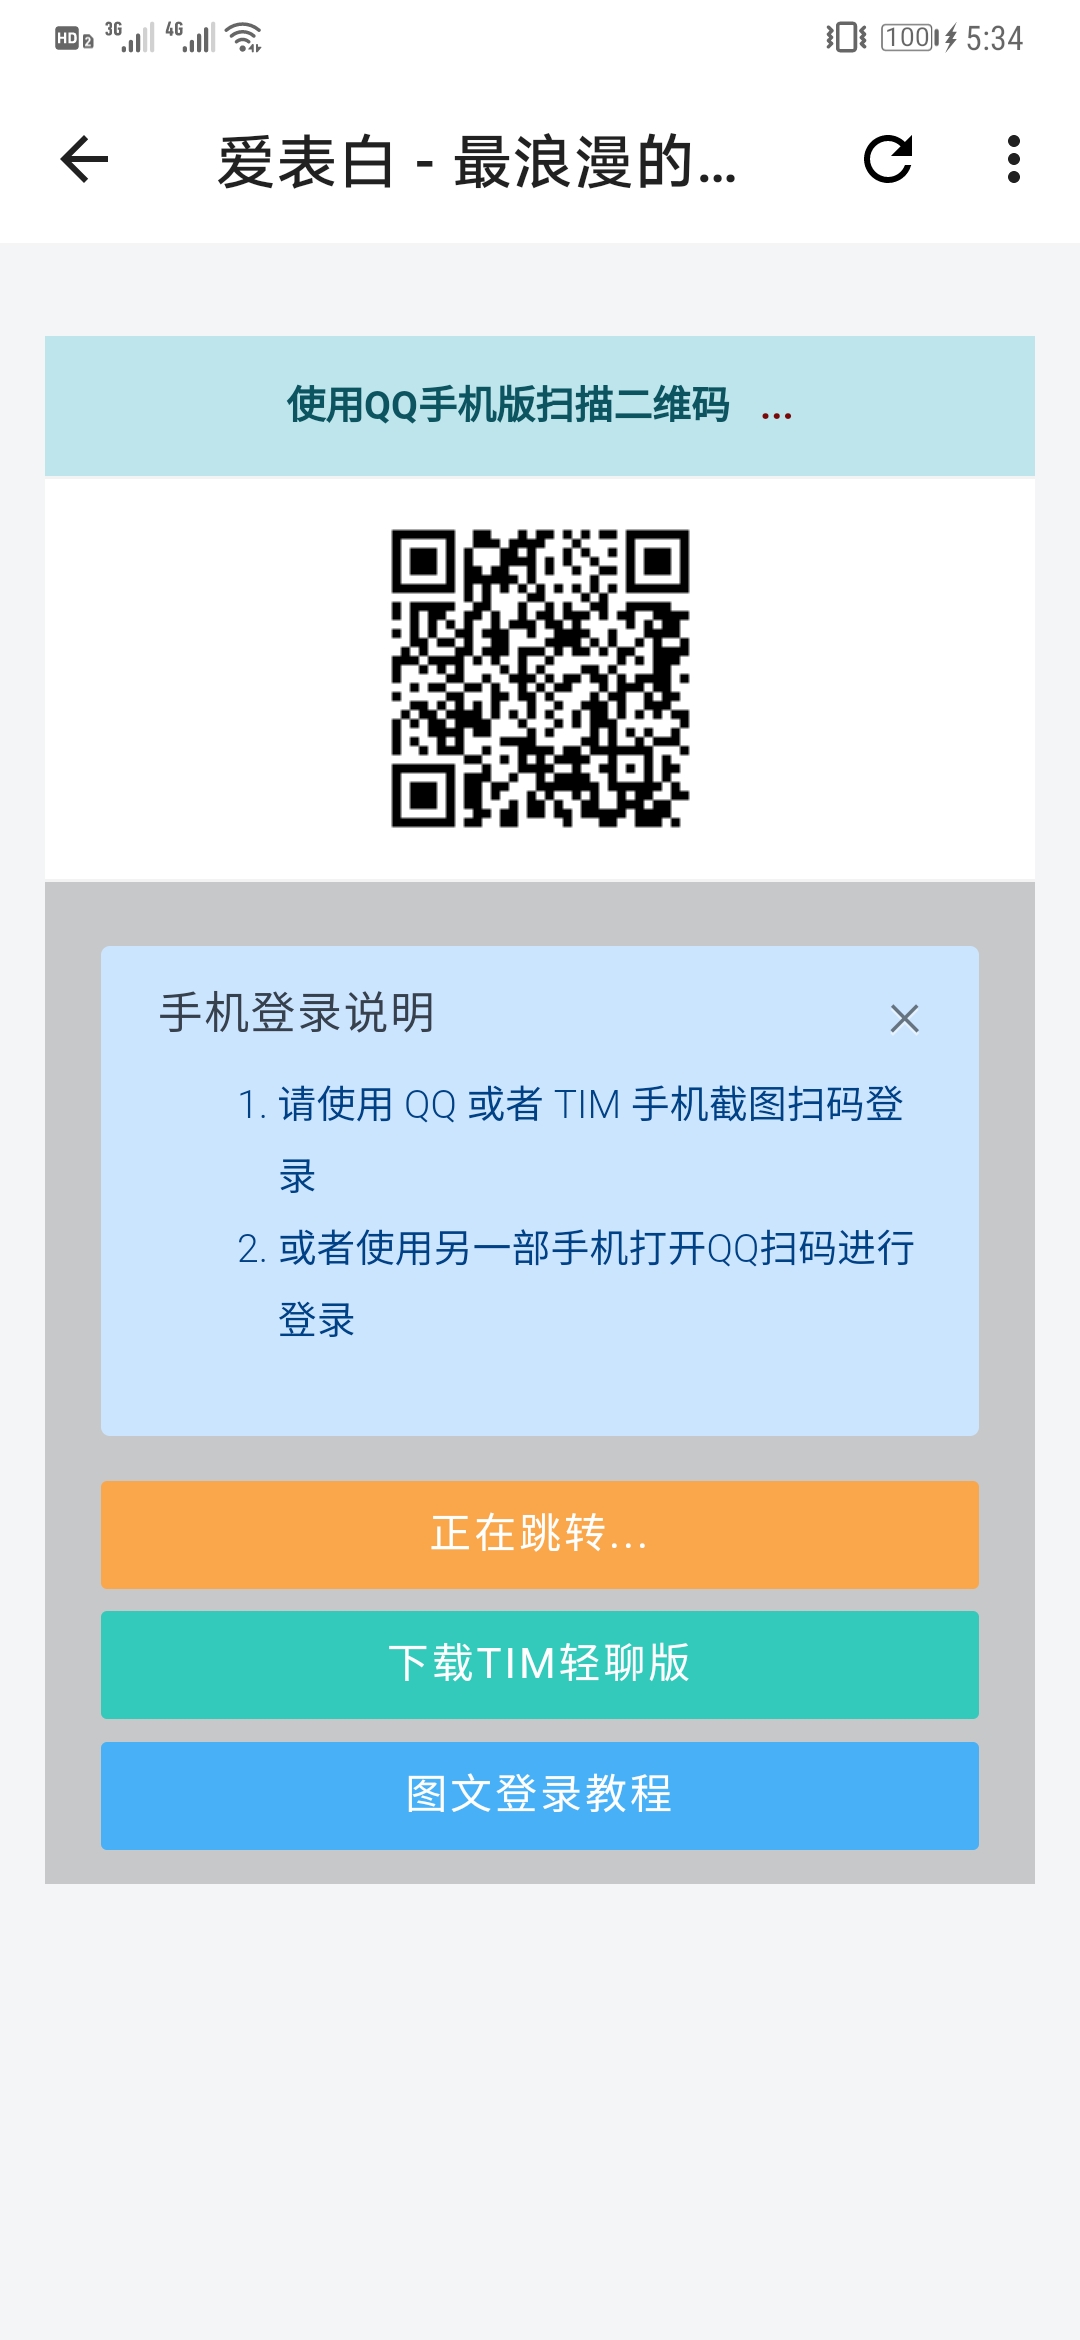 HD 2 3G 4G 100 5:34
爱表白 - 最浪漫的...
使用QQ手机版扫描二维码 ...
手机登录说明
1. 请使用 QQ 或者 TIM 手机截图扫码登
录
2. 或者使用另一部手机打开QQ扫码进行
登录
正在跳转...
下载TIM轻聊版
图文登录教程